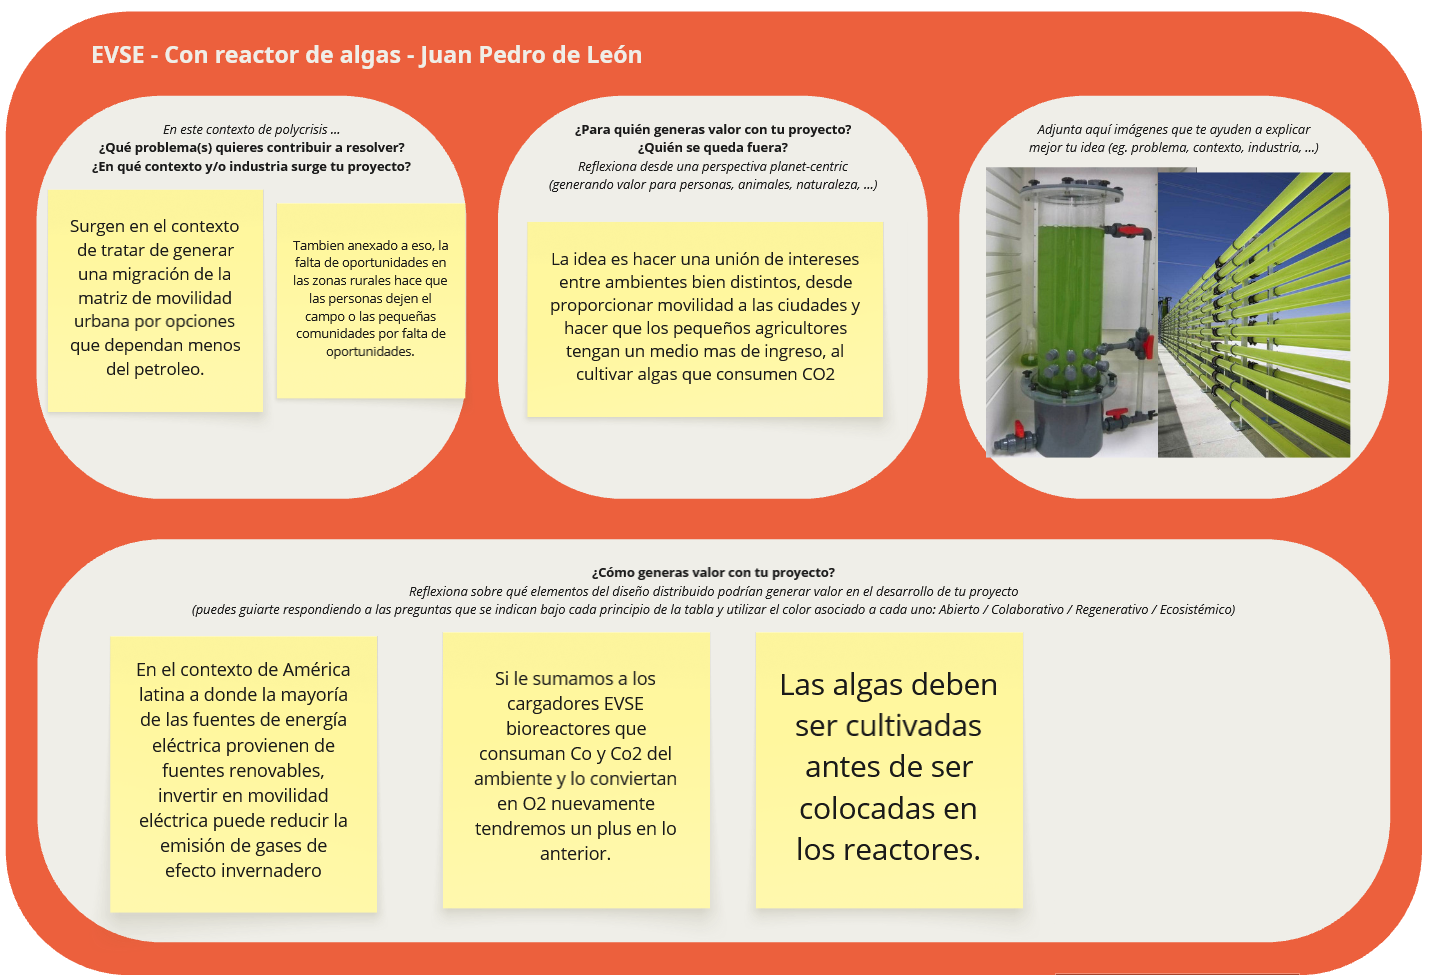 EVSE - Con reactor de algas - Juan Pedro de León
En este contexto de polycrisis ...
¿Qué problema(s) quieres contribuir a resolver?
¿En qué contexto y/o industria surge tu proyecto?
Surgen en el contexto
de tratar de generar
una migración de la
matriz de movilidad
urbana por opciones
que dependan menos
del petroleo.
Tambien anexado a eso, la
falta de oportunidades en
las zonas rurales hace que
las personas dejen el
campo o las pequeñas
comunidades por falta de
oportunidades.
¿Para quién generas valor con tu proyecto?
¿Quién se queda fuera?
Reflexiona desde una perspectiva planet-centric
(generando valor para personas, animales, naturaleza, ...)
La idea es hacer una unión de intereses
entre ambientes bien distintos, desde
proporcionar movilidad a las ciudades y
hacer que los pequeños agricultores
tengan un medio mas de ingreso, al
cultivar algas que consumen CO2
Adjunta aquí imágenes que te ayuden a explicar
mejor tu idea (eg. problema, contexto, industria, ...)
¿Cómo generas valor con tu proyecto?
Reflexiona sobre qué elementos del diseño distribuido podrían generar valor en el desarrollo de tu proyecto
(puedes guiarte respondiendo a las preguntas que se indican bajo cada principio de la tabla y utilizar el color asociado a cada uno: Abierto / Colaborativo / Regenerativo / Ecosistémico)
En el contexto de América
latina a donde la mayoría
de las fuentes de energía
eléctrica provienen de
fuentes renovables,
invertir en movilidad
eléctrica puede reducir la
emisión de gases de
efecto invernadero
Si le sumamos a los
cargadores EVSE
bioreactores que
consuman Co y Co2 del
ambiente y lo conviertan
en O2 nuevamente
tendremos un plus en lo
anterior.
Las algas deben
ser cultivadas
antes de ser
colocadas en
los reactores.